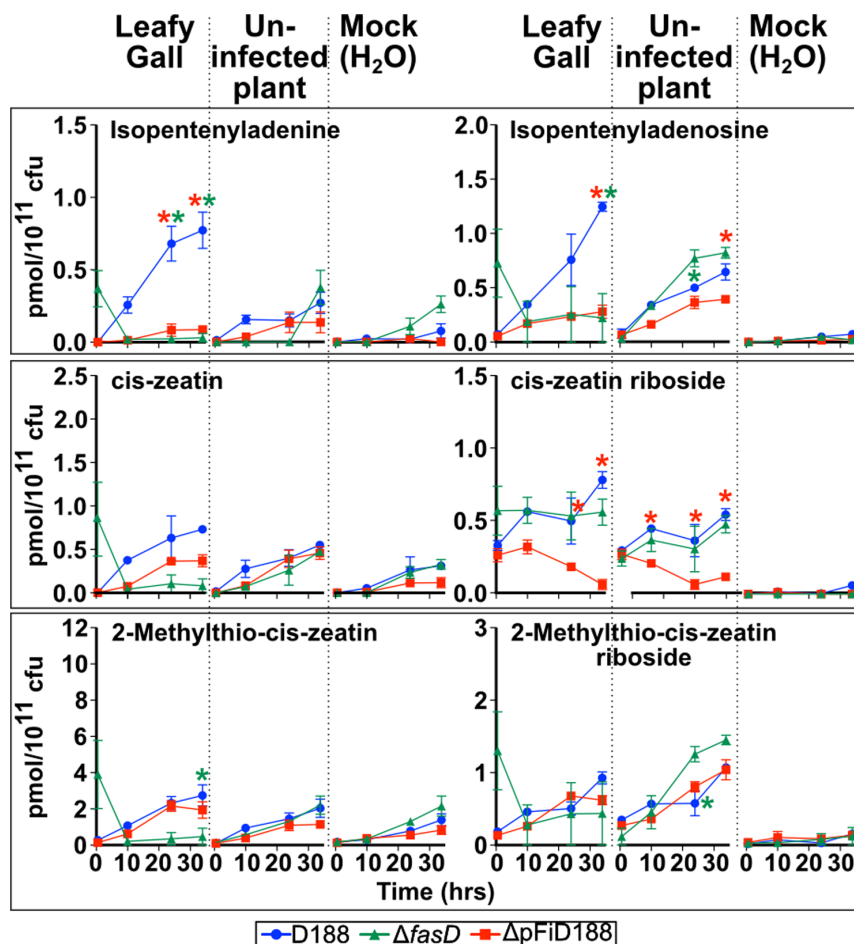 Leafy Gall Un-infected plant Mock (H₂O) Leafy Gall Un-infected plant Mock (H₂O)
Isopentenyladenine
Isopentenyladenosine
pmol/10¹¹ cfu
1.5
1.0
0.5
0.0
2.0
1.5
1.0
0.5
0.0
* * * *
* * * *
cis-zeatin
cis-zeatin riboside
pmol/10¹¹ cfu
2.5
2.0
1.5
1.0
0.5
0.0
1.5
1.0
0.5
0.0
* * * * *
2-Methylthio-cis-zeatin
2-Methylthio-cis-zeatin
riboside
pmol/10¹¹ cfu
12
10
8
6
4
2
0
3
2
1
0
*
*
0 10 20 30 0 10 20 30 0 10 20 30 0 10 20 30 0 10 20 30 0 10 20 30
Time (hrs)
D188 ΔfasD ΔpFiD188